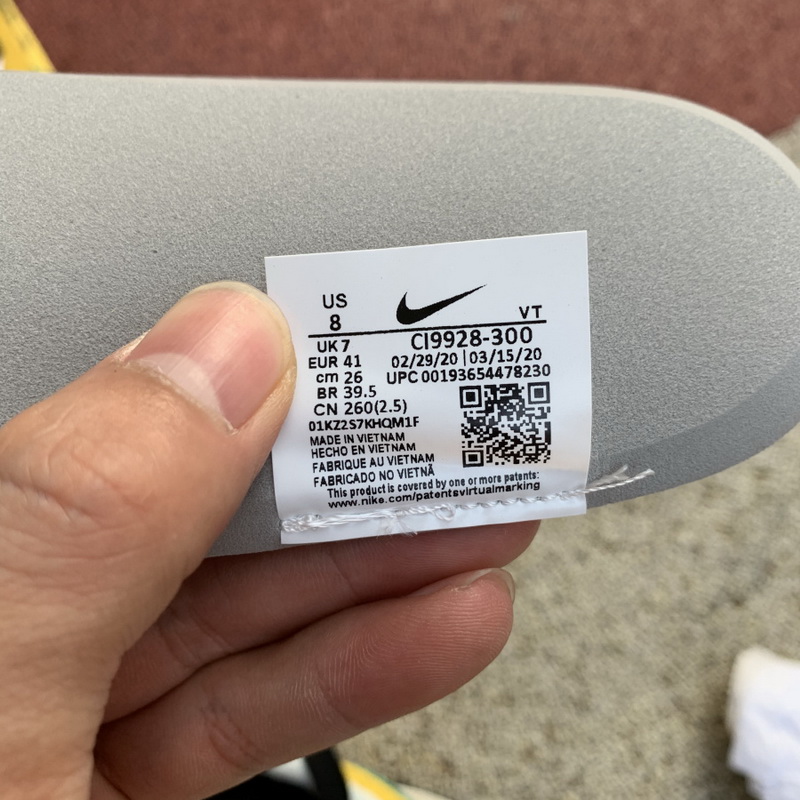 US
8
VT
UK 7
CI9928-300
EUR 41
02/29/20 | 03/15/20
cm 26
UPC 00193654478230
BR 39.5
CN 260(2.5)
01KZ2S7KHQM1F
MADE IN VIETNAM
HECHO EN VIETNAM
FABRIQUE AU VIETNAM
FABRICADO NO VIETNÃ
This product is covered by one or more patents:
www.nike.com/patentsvirtualmarking